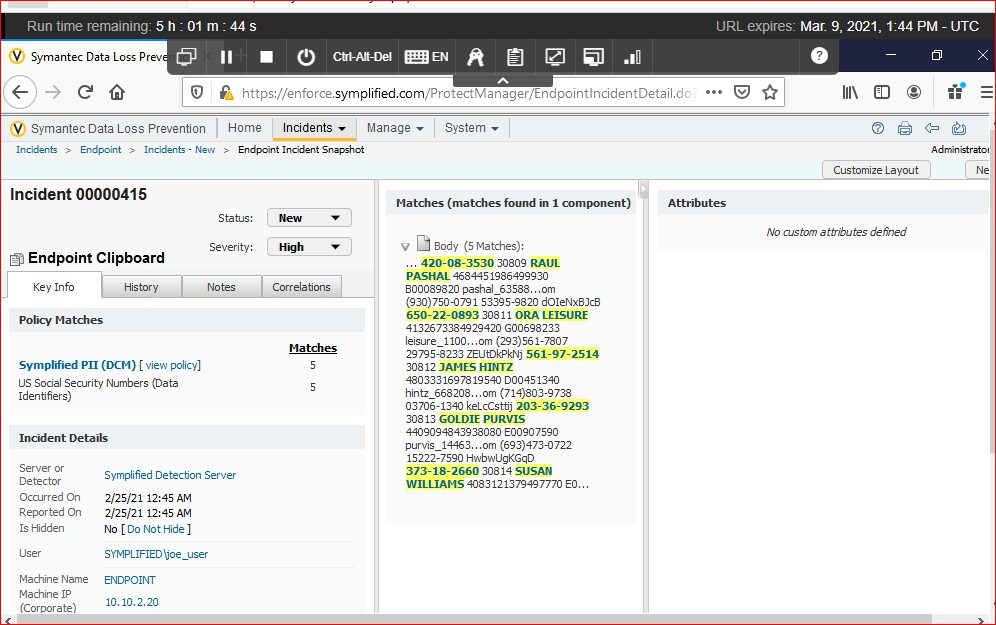 Run time remaining: 5 h : 01 m : 44 s
URL expires: Mar. 9, 2021, 1:44 PM - UTC
Symantec Data Loss Preve
Ctrl-Alt-Del
EN
https://enforce.symplified.com/ProtectManager/EndpointIncidentDetail.do?
Symantec Data Loss Prevention
Home
Incidents
Manage
System
Incidents > Endpoint > Incidents - New > Endpoint Incident Snapshot
Administrator
Customize Layout
Ne
Incident 00000415
Status: New
Severity: High
Endpoint Clipboard
Key Info
History
Notes
Correlations
Policy Matches
Matches
Symplified PII (DCM) [ view policy] 5
US Social Security Numbers (Data 5
Identifiers)
Incident Details
Server or
Detector
Symplified Detection Server
Occurred On 2/25/21 12:45 AM
Reported On 2/25/21 12:45 AM
Is Hidden No [ Do Not Hide ]
User SYMPLIFIED\joe_user
Machine Name ENDPOINT
Machine IP
(Corporate)
10.10.2.20
Matches (matches found in 1 component)
Body (5 Matches):
... 420-08-3530 30809 RAUL
PASHAL 4684451986499930
B00089820 pashal_63588...om
(930)750-0791 53395-9820 dOIeNxBJcB
650-22-0893 30811 ORA LEISURE
4132673384929420 G00698233
leisure_1100...om (293)561-7807
29795-8233 ZEUtDkPkNj 561-97-2514
30812 JAMES HINTZ
4803331697819540 D00451340
hintz_668208...om (714)803-9738
03706-1340 keLcCsttij 203-36-9293
30813 GOLDIE PURVIS
4409094843938080 E00907590
purvis_14463...om (693)473-0722
15222-7590 HwbwUgKGqD
373-18-2660 30814 SUSAN
WILLIAMS 4083121379497770 E0...
Attributes
No custom attributes defined